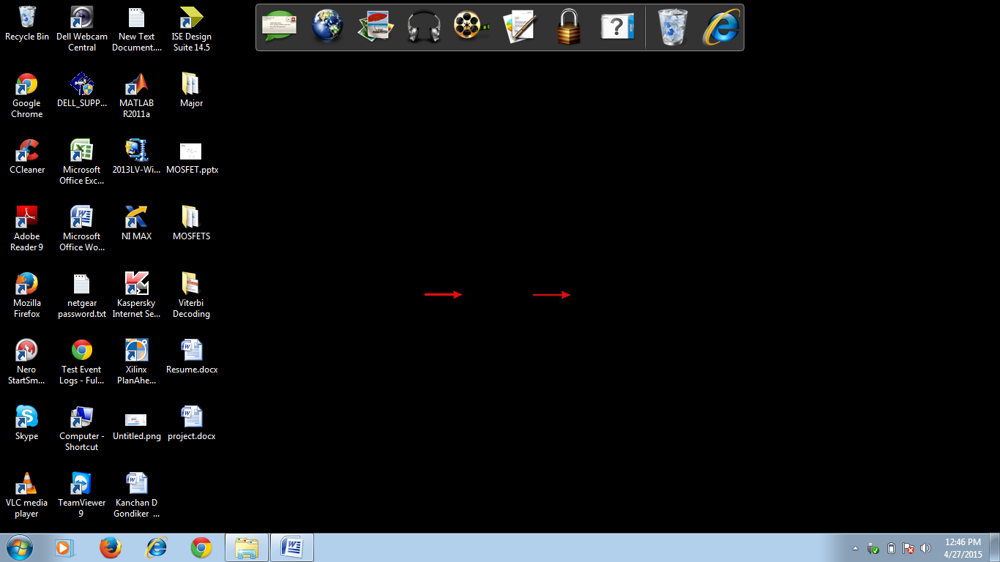 Recycle Bin
Dell Webcam
Central
New Text
Document....
ISE Design
Suite 14.5
Google
Chrome
DELL_SUPP...
MATLAB
R2011a
Major
CCleaner
Microsoft
Office Exc...
2013LV-Wi...
MOSFET.pptx
Adobe
Reader 9
Microsoft
Office Wo...
NI MAX
MOSFETS
Mozilla
Firefox
netgear
password.txt
Kaspersky
Internet Se...
Viterbi
Decoding
Nero
StartSm...
Test Event
Logs - Ful...
Xilinx
PlanAhe...
Resume.docx
Skype
Computer -
Shortcut
Untitled.png
project.docx
VLC media
player
TeamViewer
9
Kanchan D
Gondiker ...
12:46 PM
4/27/2015